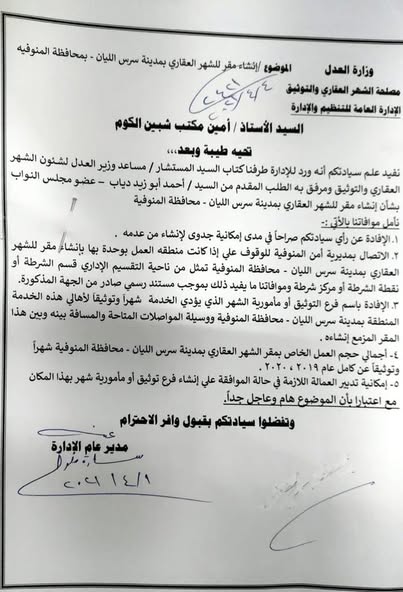 وزارة العدل
مصلحة الشهر العقاري والتوثيق
الإدارة العامة للتنظيم والإدارة
الموضوع /إنشاء مقر للشهر العقاري بمدينة سرس الليان - بمحافظة المنوفيه
السيد الأستاذ / أمين مكتب شبين الكوم
تحيه طيبة وبعد،،،
نفيد علم سيادتكم أنه ورد للإدارة طرفنا كتاب السيد المستشار / مساعد وزير العدل لشئون الشهر
العقاري والتوثيق ومرفق به الطلب المقدم من السيد / أحمد أبو زيد دياب – عضو مجلس النواب
بشأن إنشاء مقر للشهر العقاري بمدينة سرس الليان - محافظة المنوفية
نأمل موافاتنا بالأتي:-
١. الإفادة عن رأي سيادتكم صراحاً في مدى إمكانية جدوى لإنشاء من عدمه .
٢. الاتصال بمديرية أمن المنوفية للوقوف علي إذا كانت منطقه العمل بوحدة بها بإنشاء مقر للشهر
العقاري بمدينة سرس الليان - محافظة المنوفية تمثل من ناحية التقسيم الإداري قسم الشرطة أو
نقطة الشرطة أو مركز شرطة وموافاتنا ما يفيد ذلك بموجب مستند رسمي صادر من الجهة المذكورة.
٣. الإفادة باسم فرع التوثيق أو مأمورية الشهر الذي يؤدي الخدمة شهراً وتوثيقاً لأهالي هذه الخدمة
المنطقة بمدينة سرس الليان - محافظة المنوفية ووسيلة المواصلات المتاحة والمسافة بينه وبين هذا
المقر المزمع إنشاءه .
٤- أجمالي حجم العمل الخاص بمقر الشهر العقاري بمدينة سرس الليان - محافظة المنوفية شهراً
وتوثيقاً عن كامل عام ٢٠١٩ ، ٢٠٢٠ .
٥- إمكانية تدبير العمالة اللازمة في حالة الموافقة علي إنشاء فرع توثيق أو مأمورية شهر بهذا المكان
مع اعتبارا بأن الموضوع هام وعاجل جداً.
وتفضلوا سيادتكم بقبول وافر الاحترام
مدير عام الإدارة
٢٠٢١/٤/١